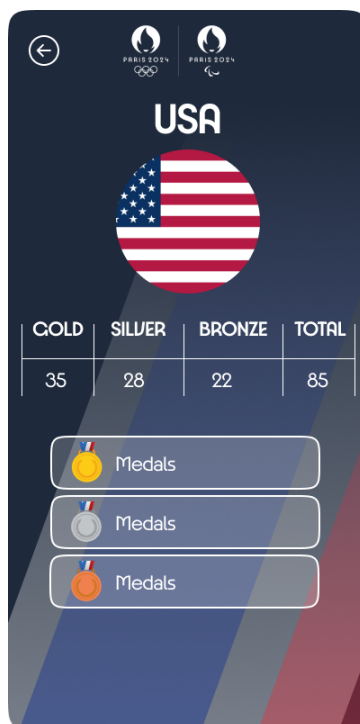 PARIS 2024 PARIS 2024
USA
GOLD SILVER BRONZE TOTAL
35 28 22 85
Medals
Medals
Medals